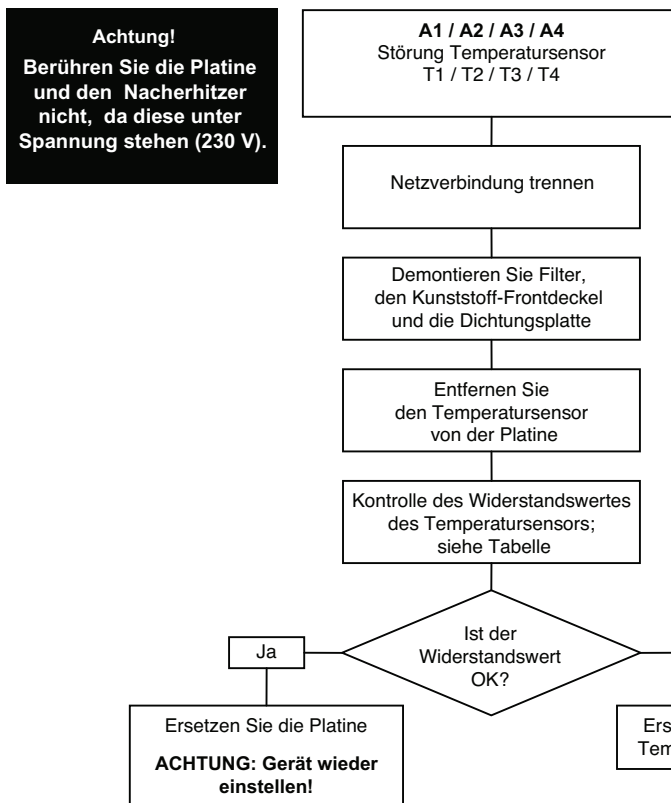 Achtung!
Berühren Sie die Platine
und den Nacherhitzer
nicht, da diese unter
Spannung stehen (230 V).
A1 / A2 / A3 / A4
Störung Temperatursensor
T1 / T2 / T3 / T4
Netzverbindung trennen
Demontieren Sie Filter,
den Kunststoff-Frontdeckel
und die Dichtungsplatte
Entfernen Sie
den Temperatursensor
von der Platine
Kontrolle des Widerstandswertes
des Temperatursensors;
siehe Tabelle
Ist der
Widerstandswert
OK?
Ja
Ersetzen Sie die Platine
ACHTUNG: Gerät wieder
einstellen!
Ers
Tem